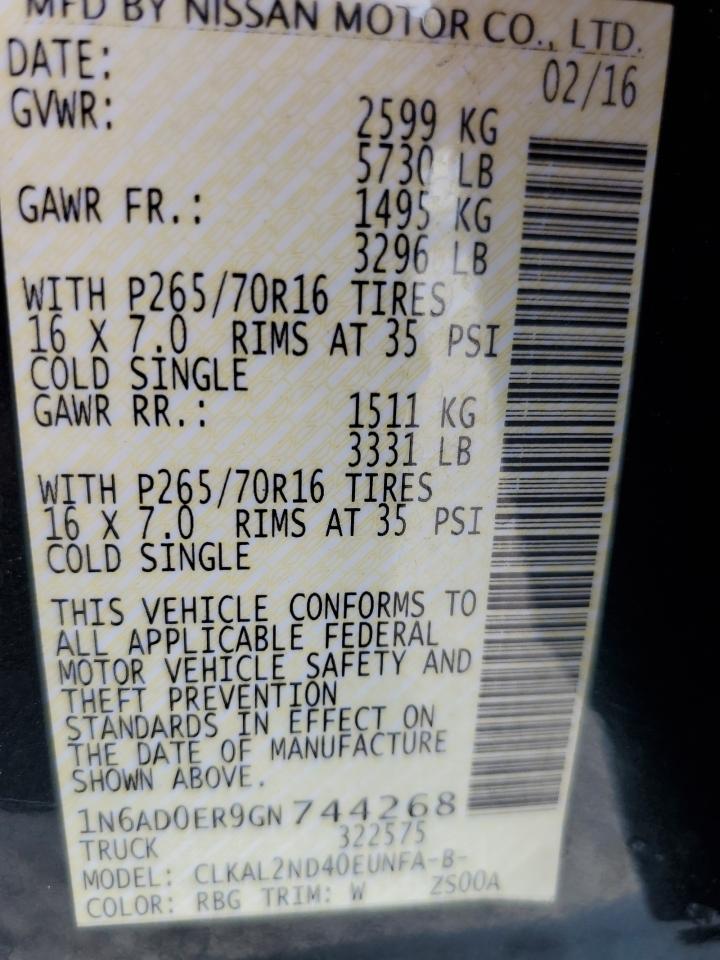 MFD BY NISSAN MOTOR CO., LTD.
DATE: 02/16
GVWR: 2599 KG
5730 LB
GAWR FR.: 1495 KG
3296 LB
WITH P265/70R16 TIRES
16 X 7.0 RIMS AT 35 PSI
COLD SINGLE
GAWR RR.: 1511 KG
3331 LB
WITH P265/70R16 TIRES
16 X 7.0 RIMS AT 35 PSI
COLD SINGLE
THIS VEHICLE CONFORMS TO
ALL APPLICABLE FEDERAL
MOTOR VEHICLE SAFETY AND
THEFT PREVENTION
STANDARDS IN EFFECT ON
THE DATE OF MANUFACTURE
SHOWN ABOVE.
1N6AD0ER9GN744268
TRUCK 322575
MODEL: CLKAL2ND40EUNFA-B-
COLOR: RBG TRIM: W ZS00A